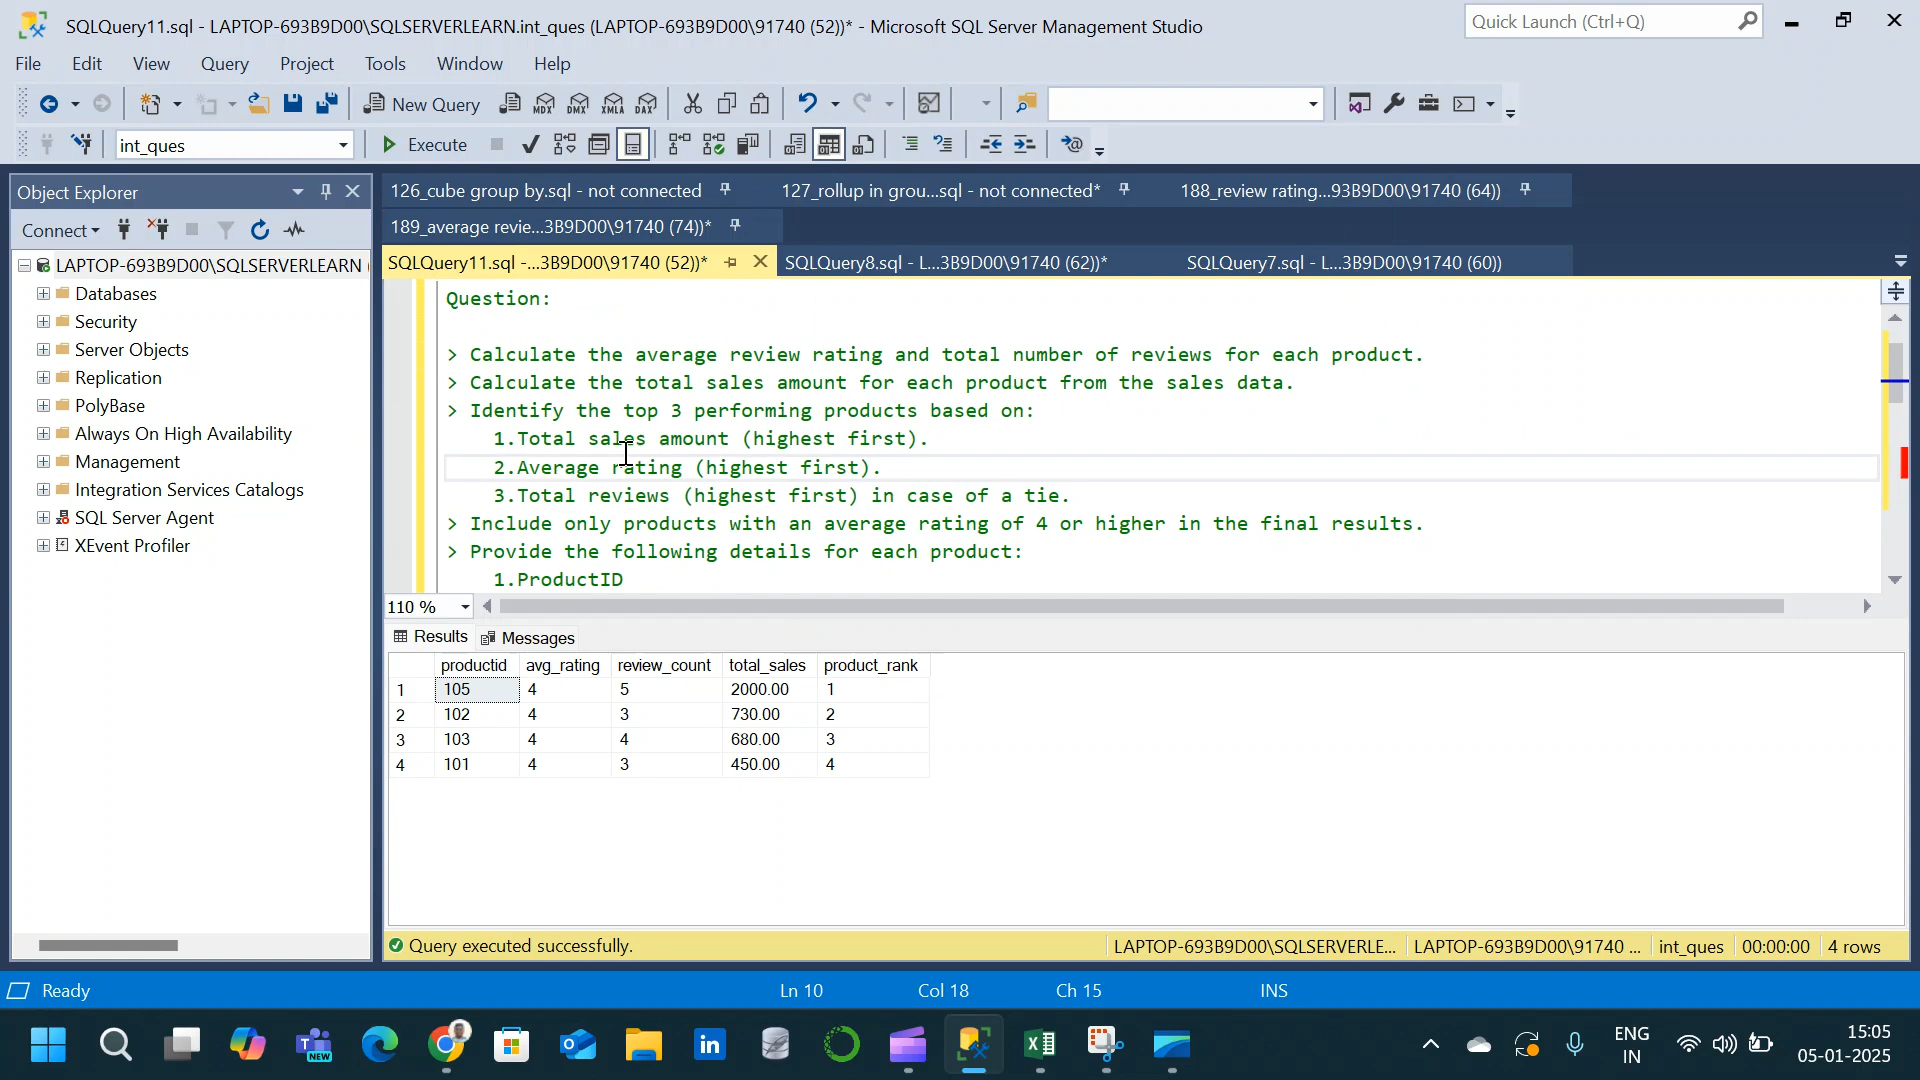 SQLQuery11.sql - LAPTOP-693B9D00\SQLSERVERLEARN.int_ques (LAPTOP-693B9D00\91740 (52))* - Microsoft SQL Server Management Studio
Quick Launch (Ctrl+Q)
File Edit View Query Project Tools Window Help
New Query MDX DMX XMLA DAX
int_ques Execute
Object Explorer
Connect
LAPTOP-693B9D00\SQLSERVERLEARN (
Databases
Security
Server Objects
Replication
PolyBase
Always On High Availability
Management
Integration Services Catalogs
SQL Server Agent
XEvent Profiler
126_cube group by.sql - not connected 127_rollup in grou...sql - not connected* 188_review rating...93B9D00\91740 (64))
189_average revie...3B9D00\91740 (74))*
SQLQuery11.sql -...3B9D00\91740 (52))* SQLQuery8.sql - L...3B9D00\91740 (62))* SQLQuery7.sql - L...3B9D00\91740 (60))
Question:
> Calculate the average review rating and total number of reviews for each product.
> Calculate the total sales amount for each product from the sales data.
> Identify the top 3 performing products based on:
1.Total sales amount (highest first).
2.Average rating (highest first).
3.Total reviews (highest first) in case of a tie.
> Include only products with an average rating of 4 or higher in the final results.
> Provide the following details for each product:
1.ProductID
110 %
Results Messages
productid avg_rating review_count total_sales product_rank
1 105 4 5 2000.00 1
2 102 4 3 730.00 2
3 103 4 4 680.00 3
4 101 4 3 450.00 4
Query executed successfully. LAPTOP-693B9D00\SQLSERVERLE... LAPTOP-693B9D00\91740 ... int_ques 00:00:00 4 rows
Ready Ln 10 Col 18 Ch 15 INS
NEW
in
ENG
IN
15:05
05-01-2025